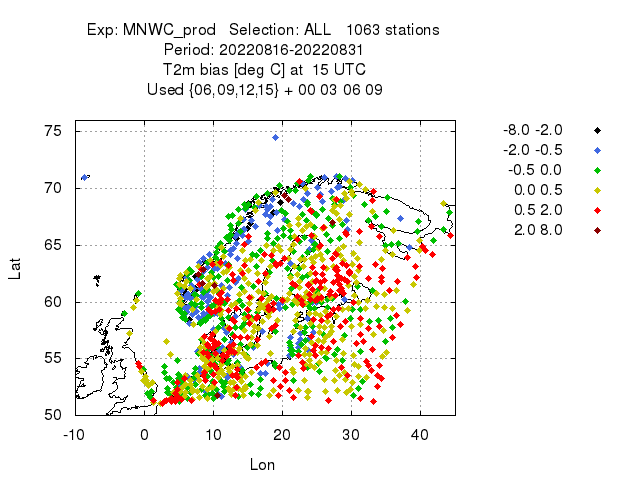 Exp: MNWC_prod   Selection: ALL   1063 stations
Period: 20220816-20220831
T2m bias [deg C] at  15 UTC
Used {06,09,12,15} + 00 03 06 09
-8.0 -2.0
-2.0 -0.5
-0.5 0.0
0.0 0.5
0.5 2.0
2.0 8.0
75
70
65
60
55
50
Lat
-10 0 10 20 30 40
Lon